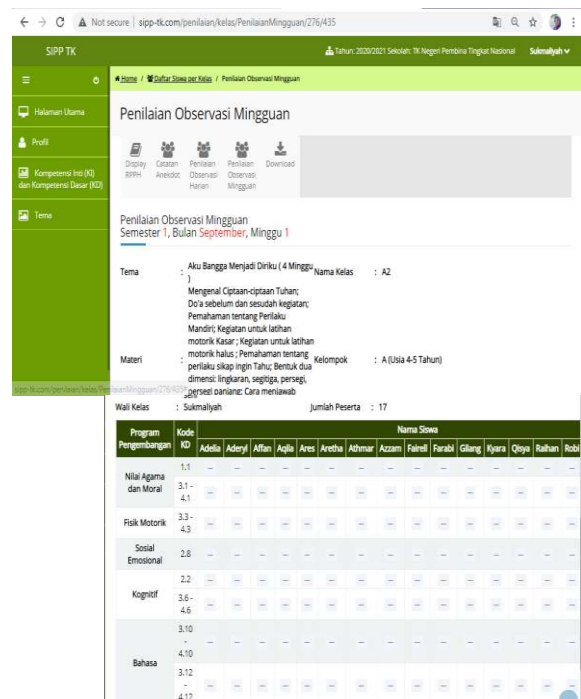 Not secure | sipp-tk.com/penilaian/kelas/PenilaianMingguan/276/435
SIPP TK
Tahun: 2020/2021 Sekolah: TK Negeri Pembina Tingkat Nasional Sukmaliyah
Home / Daftar Siswa per Kelas / Penilaian Observasi Mingguan
Halaman Utama
Profil
Kompetensi Inti (KI)
dan Kompetensi Dasar (KD)
Tema
Penilaian Observasi Mingguan
Display RPPH
Catatan Anekdot
Penilaian Observasi Harian
Penilaian Observasi Mingguan
Download
Penilaian Observasi Mingguan
Semester 1, Bulan September, Minggu 1
Tema : Aku Bangga Menjadi Diriku ( 4 Minggu
)
Nama Kelas : A2
Materi :
Mengenal Ciptaan-ciptaan Tuhan;
Do'a sebelum dan sesudah kegiatan;
Pemahaman tentang Perilaku
Mandiri; Kegiatan untuk latihan
motorik Kasar ; Kegiatan untuk latihan
motorik halus ; Pemahaman tentang
perilaku sikap ingin Tahu; Bentuk dua
dimensi: lingkaran, segitiga, persegi,
persegi panjang; Cara menjawab
Kelompok : A (Usia 4-5 Tahun)
Wali Kelas : Sukmaliyah Jumlah Peserta : 17
Program Pengembangan Kode KD Nama Siswa
Adelia Aderyl Affan Aqila Ares Aretha Athmar Azzam Fairell Farabi Gilang Kyara Qisya Raihan Robi
Nilai Agama dan Moral
1.1 – – – – – – – – – – – – – – –
3.1 - 4.1 – – – – – – – – – – – – – – –
Fisik Motorik 3.3 - 4.3 – – – – – – – – – – – – – – –
Sosial Emosional 2.8 – – – – – – – – – – – – – – –
Kognitif
2.2 – – – – – – – – – – – – – – –
3.6 - 4.6 – – – – – – – – – – – – – – –
Bahasa
3.10 - 4.10 – – – – – – – – – – – – – – –
3.12 - 4.12 – – – – – – – – – – – – – – –